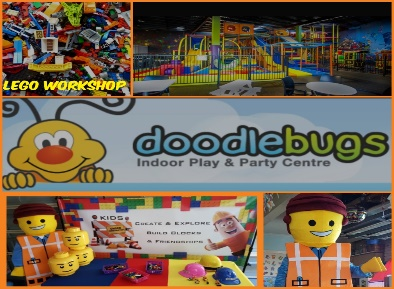 LEGO WORKSHOP
doodlebugs
Indoor Play & Party Centre
KIDS
CREATE & EXPLORE
BUILD BLOCKS
& FRIENDSHIPS